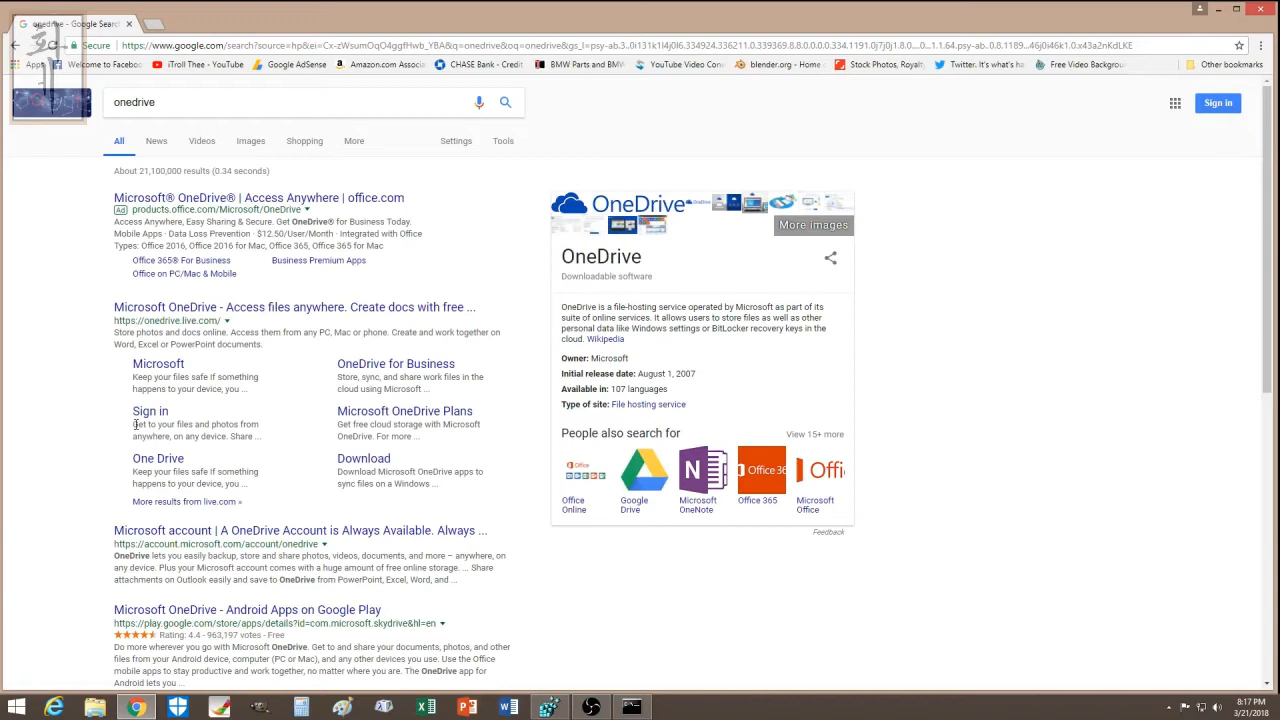 onedrive - Google Searc
Secure
https://www.google.com/search?source=hp&ei=Cx-zWsumOqO4ggfHwb_YBA&q=onedrive&oq=onedrive&gs_l=psy-ab.3..0i131k1l4j0l6.334924.336211.0.339369.8.8.0.0.0.0.334.1191.0j7j0j1.8.0....0...1.1.64.psy-ab..0.8.1189...46j0i46k1.0.x43a2nKdLKE
Apps
Welcome to Faceboo
iTroll Thee - YouTube
Google AdSense
Amazon.com Associa
CHASE Bank - Credit
BMW Parts and BMW
YouTube Video Conv
blender.org - Home
Stock Photos, Royalt
Twitter. It's what's ha
Free Video Backgrou
Other bookmarks
onedrive
Sign in
All News Videos Images Shopping More Settings Tools
About 21,100,000 results (0.34 seconds)
Microsoft® OneDrive® | Access Anywhere | office.com
Ad products.office.com/Microsoft/OneDrive
Access Anywhere, Easy Sharing & Secure. Get OneDrive® for Business Today.
Mobile Apps · Data Loss Prevention · $12.50/User/Month · Integrated with Office
Types: Office 2016, Office 2016 for Mac, Office 365, Office 365 for Mac
Office 365® For Business Business Premium Apps
Office on PC/Mac & Mobile
Microsoft OneDrive - Access files anywhere. Create docs with free ...
https://onedrive.live.com/
Store photos and docs online. Access them from any PC, Mac or phone. Create and work together on
Word, Excel or PowerPoint documents.
Microsoft
Keep your files safe If something
happens to your device, you ...
OneDrive for Business
Store, sync, and share work files in the
cloud using Microsoft ...
Sign in
Get to your files and photos from
anywhere, on any device. Share ...
Microsoft OneDrive Plans
Get free cloud storage with Microsoft
OneDrive. For more ...
One Drive
Keep your files safe If something
happens to your device, you ...
Download
Download Microsoft OneDrive apps to
sync files on a Windows ...
More results from live.com »
Microsoft account | A OneDrive Account is Always Available. Always ...
https://account.microsoft.com/account/onedrive
OneDrive lets you easily backup, store and share photos, videos, documents, and more – anywhere, on
any device. Plus your Microsoft account comes with a huge amount of free online storage. ... Share
attachments on Outlook easily and save to OneDrive from PowerPoint, Excel, Word, and ...
Microsoft OneDrive - Android Apps on Google Play
https://play.google.com/store/apps/details?id=com.microsoft.skydrive&hl=en
Rating: 4.4 - 963,197 votes - Free
Do more wherever you go with Microsoft OneDrive. Get to and share your documents, photos, and other
files from your Android device, computer (PC or Mac), and any other devices you use. Use the Office
mobile apps to stay productive and work together, no matter where you are. The OneDrive app for
Android lets you ...
OneDrive
More images
OneDrive
Downloadable software
OneDrive is a file-hosting service operated by Microsoft as part of its
suite of online services. It allows users to store files as well as other
personal data like Windows settings or BitLocker recovery keys in the
cloud. Wikipedia
Owner: Microsoft
Initial release date: August 1, 2007
Available in: 107 languages
Type of site: File hosting service
People also search for
View 15+ more
Office
Office 36
Offi
Office
Online
Google
Drive
Microsoft
OneNote
Office 365
Microsoft
Office
Feedback
8:17 PM
3/21/2018